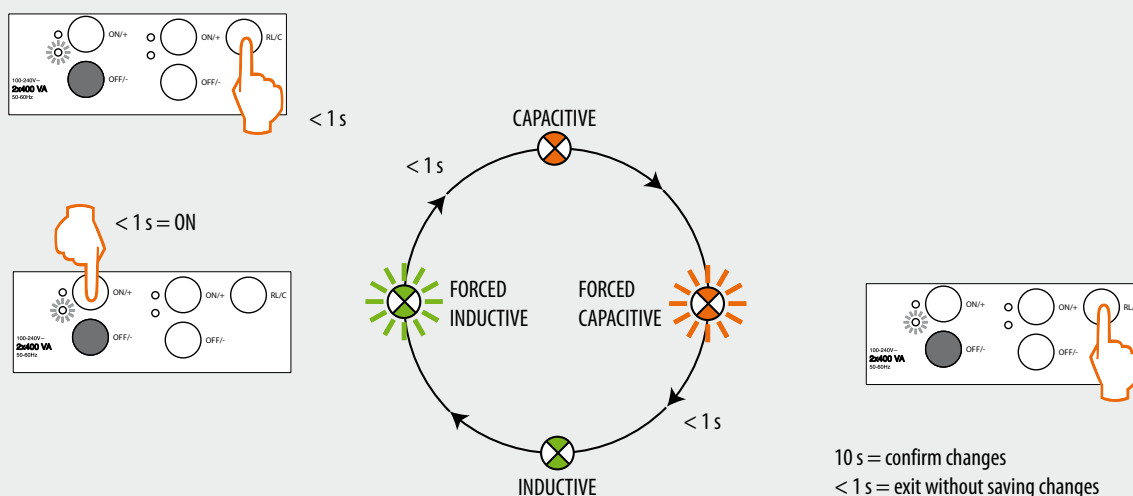 ON/+ ON/+ RL/C
OFF/- OFF/-
100-240V~
2x400 VA
50-60Hz
< 1 s
CAPACITIVE
< 1 s
< 1 s = ON
ON/+ ON/+ RL/C
OFF/- OFF/-
100-240V~
2x400 VA
50-60Hz
FORCED
INDUCTIVE
FORCED
CAPACITIVE
< 1 s
INDUCTIVE
ON/+ ON/+ RL/
OFF/- OFF/-
100-240V~
2x400 VA
50-60Hz
10 s = confirm changes
< 1 s = exit without saving changes